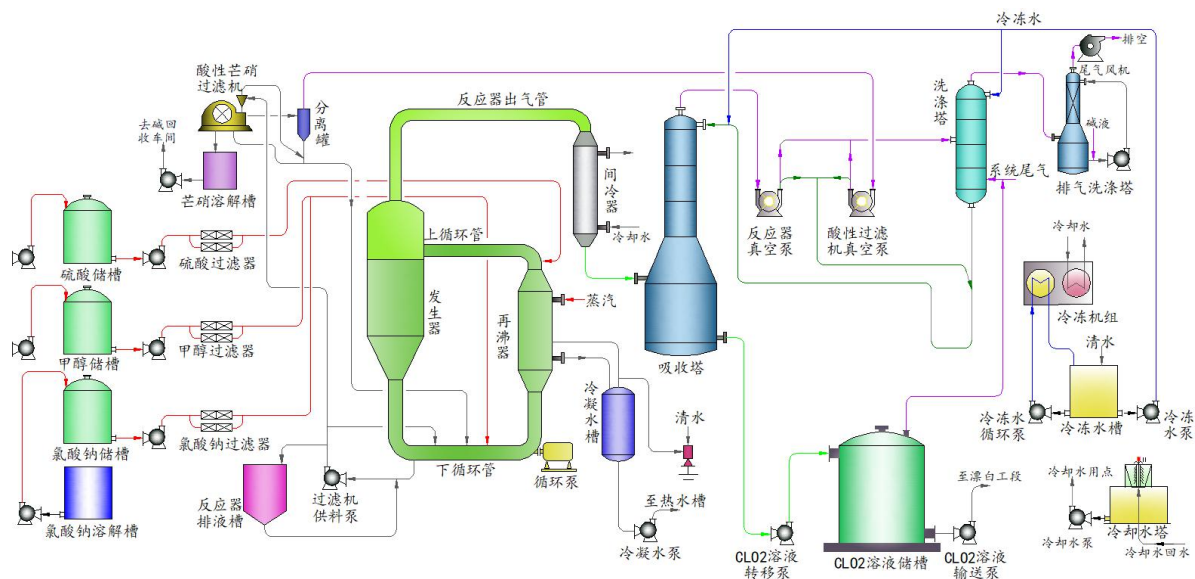 冷冻水
排空
尾气风机
酸性芒硝
过滤机
分离罐
反应器出气管
洗涤塔
碱液
去碱回
收车间
芒硝溶解槽
间冷器
冷却水
系统尾气
排气洗涤塔
反应器
真空泵
酸性过滤
机真空泵
上循环管
硫酸过滤器
硫酸储槽
发生器
再沸器
蒸汽
冷却水
冷冻机组
甲醇过滤器
甲醇储槽
吸收塔
清水
冷凝水槽
清水
氯酸钠过滤器
氯酸钠储槽
下循环管
循环泵
冷冻水
循环泵
冷冻水槽
冷冻
水泵
反应器
排液槽
过滤机
供料泵
至热水槽
至漂白工段
冷却水用点
氯酸钠溶解槽
冷凝水泵
CLO2溶液
转移泵
CLO2溶液储槽
CLO2溶液
输送泵
冷却水泵
冷却水塔
冷却水回水